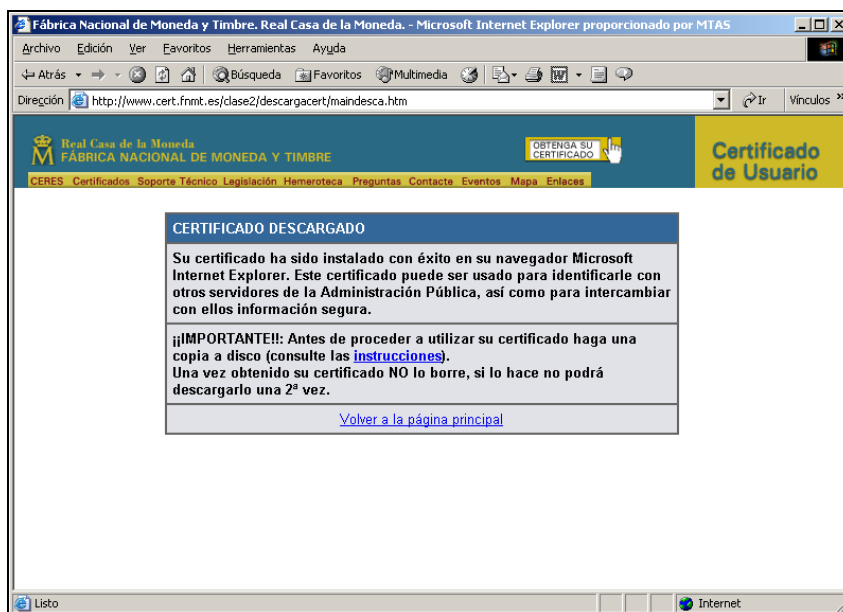 Fábrica Nacional de Moneda y Timbre. Real Casa de la Moneda. - Microsoft Internet Explorer proporcionado por MTAS
Archivo Edición Ver Favoritos Herramientas Ayuda
Atrás Búsqueda Favoritos Multimedia
Dirección http://www.cert.fnmt.es/clase2/descargacert/maindesca.htm Ir Vínculos »
Real Casa de la Moneda
FÁBRICA NACIONAL DE MONEDA Y TIMBRE
OBTENGA SU
CERTIFICADO
Certificado
de Usuario
CERES Certificados Soporte Técnico Legislación Hemeroteca Preguntas Contacte Eventos Mapa Enlaces
CERTIFICADO DESCARGADO
Su certificado ha sido instalado con éxito en su navegador Microsoft
Internet Explorer. Este certificado puede ser usado para identificarle con
otros servidores de la Administración Pública, así como para intercambiar
con ellos información segura.
¡¡IMPORTANTE!!: Antes de proceder a utilizar su certificado haga una
copia a disco (consulte las instrucciones).
Una vez obtenido su certificado NO lo borre, si lo hace no podrá
descargarlo una 2ª vez.
Volver a la página principal
Listo Internet